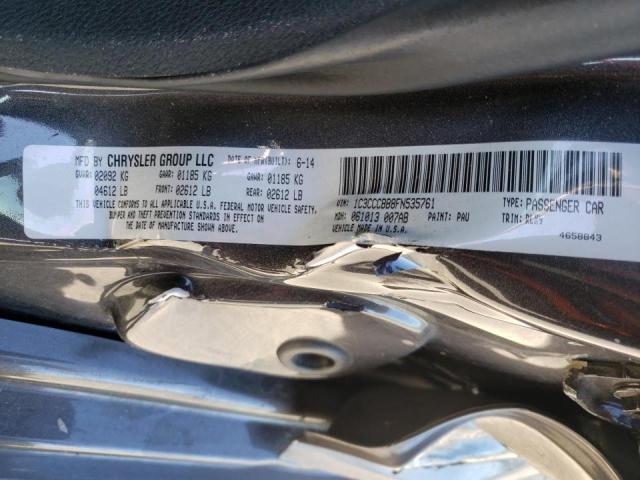 MFD BY CHRYSLER GROUP LLC DATE OF MFR(BUILT): 6-14
GVWR: 02092 KG GAWR: 01185 KG GAWR: 01185 KG
04612 LB FRONT: 02612 LB REAR: 02612 LB
THIS VEHICLE CONFORMS TO ALL APPLICABLE U.S.A. FEDERAL MOTOR VEHICLE SAFETY,
BUMPER AND THEFT PREVENTION STANDARDS IN EFFECT ON
THE DATE OF MANUFACTURE SHOWN ABOVE.
VIN: 1C3CCCBB8FN535761 TYPE: PASSENGER CAR
MDH: 061013 007AB PAINT: PAU TRIM:
VEHICLE MADE IN U.S.A. 4658843